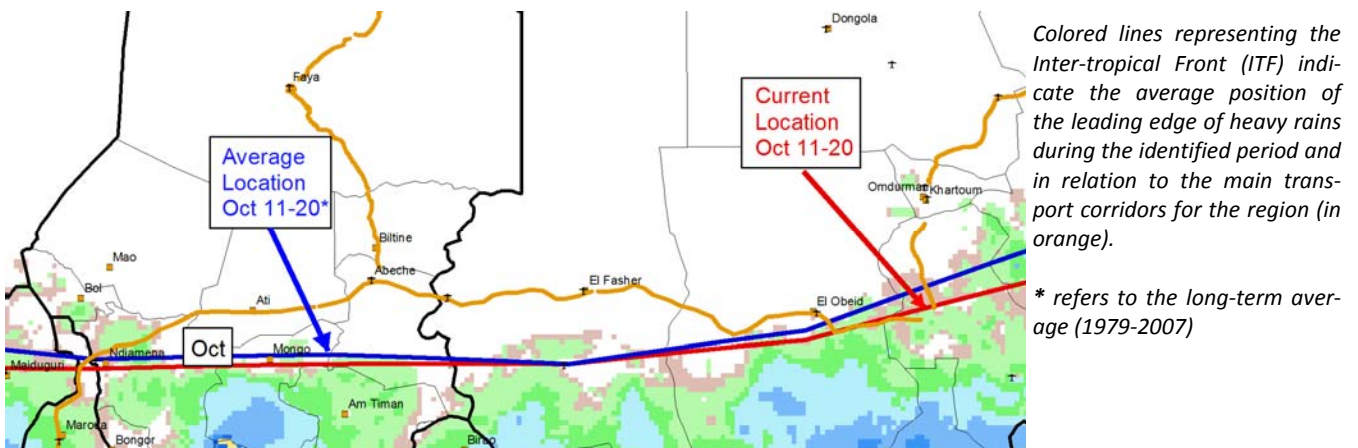 Dongola
Faya
Current
Location
Oct 11-20
Average
Location
Oct 11-20*
Omdurman
Khartoum
Biltine
Mao
Abeche
El Fasher
Bol
Ati
El Obeid
Oct
Ndjamena
Mongo
Maiduguri
Am Timan
Maroua
Bongor
Birao
Colored lines representing the
Inter-tropical Front (ITF) indi-
cate the average position of
the leading edge of heavy rains
during the identified period and
in relation to the main trans-
port corridors for the region (in
orange).
* refers to the long-term aver-
age (1979-2007)